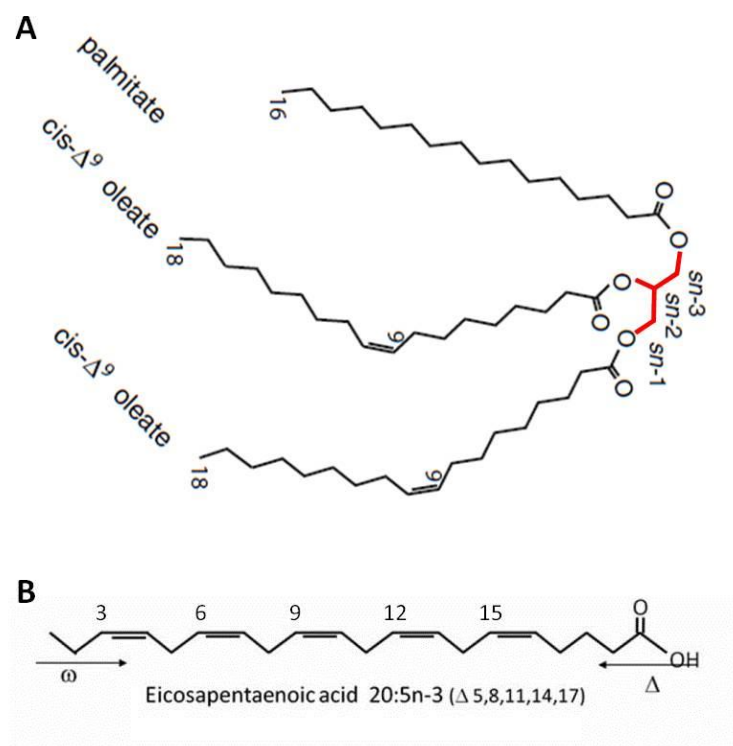 A
palmitate
16
cis-Δ⁹ oleate
18
9
cis-Δ⁹ oleate
18
9
O
O
sn-3
O
O
sn-2
O
O
sn-1
B
3 6 9 12 15
O
OH
ω
Δ
Eicosapentaenoic acid 20:5n-3 (Δ 5,8,11,14,17)